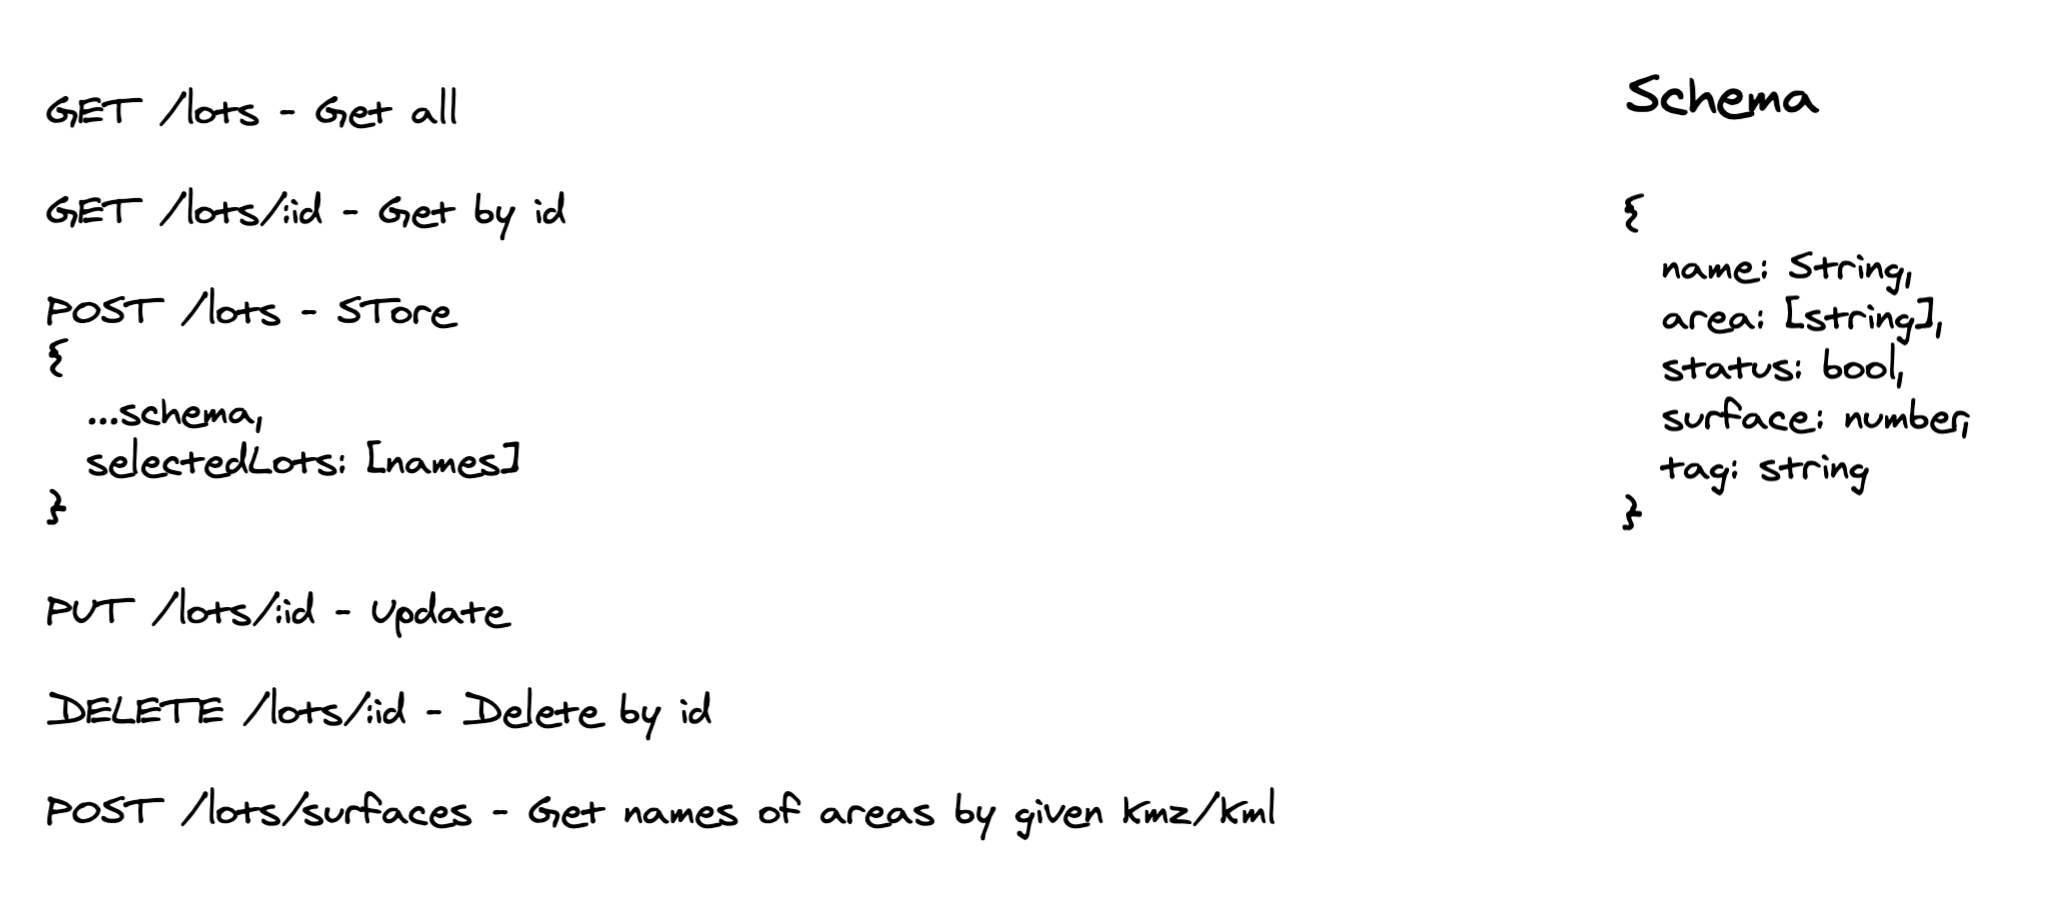 GET /lots - Get all
GET /lots/:id - Get by id
POST /lots - STore
{
...schema,
selectedLots: [names]
}
PUT /lots/:id - Update
DELETE /lots/:id - Delete by id
POST /lots/surfaces - Get names of areas by given kmz/kml
Schema
{
name: String,
area: [string],
status: bool,
surface: number,
tag: string
}